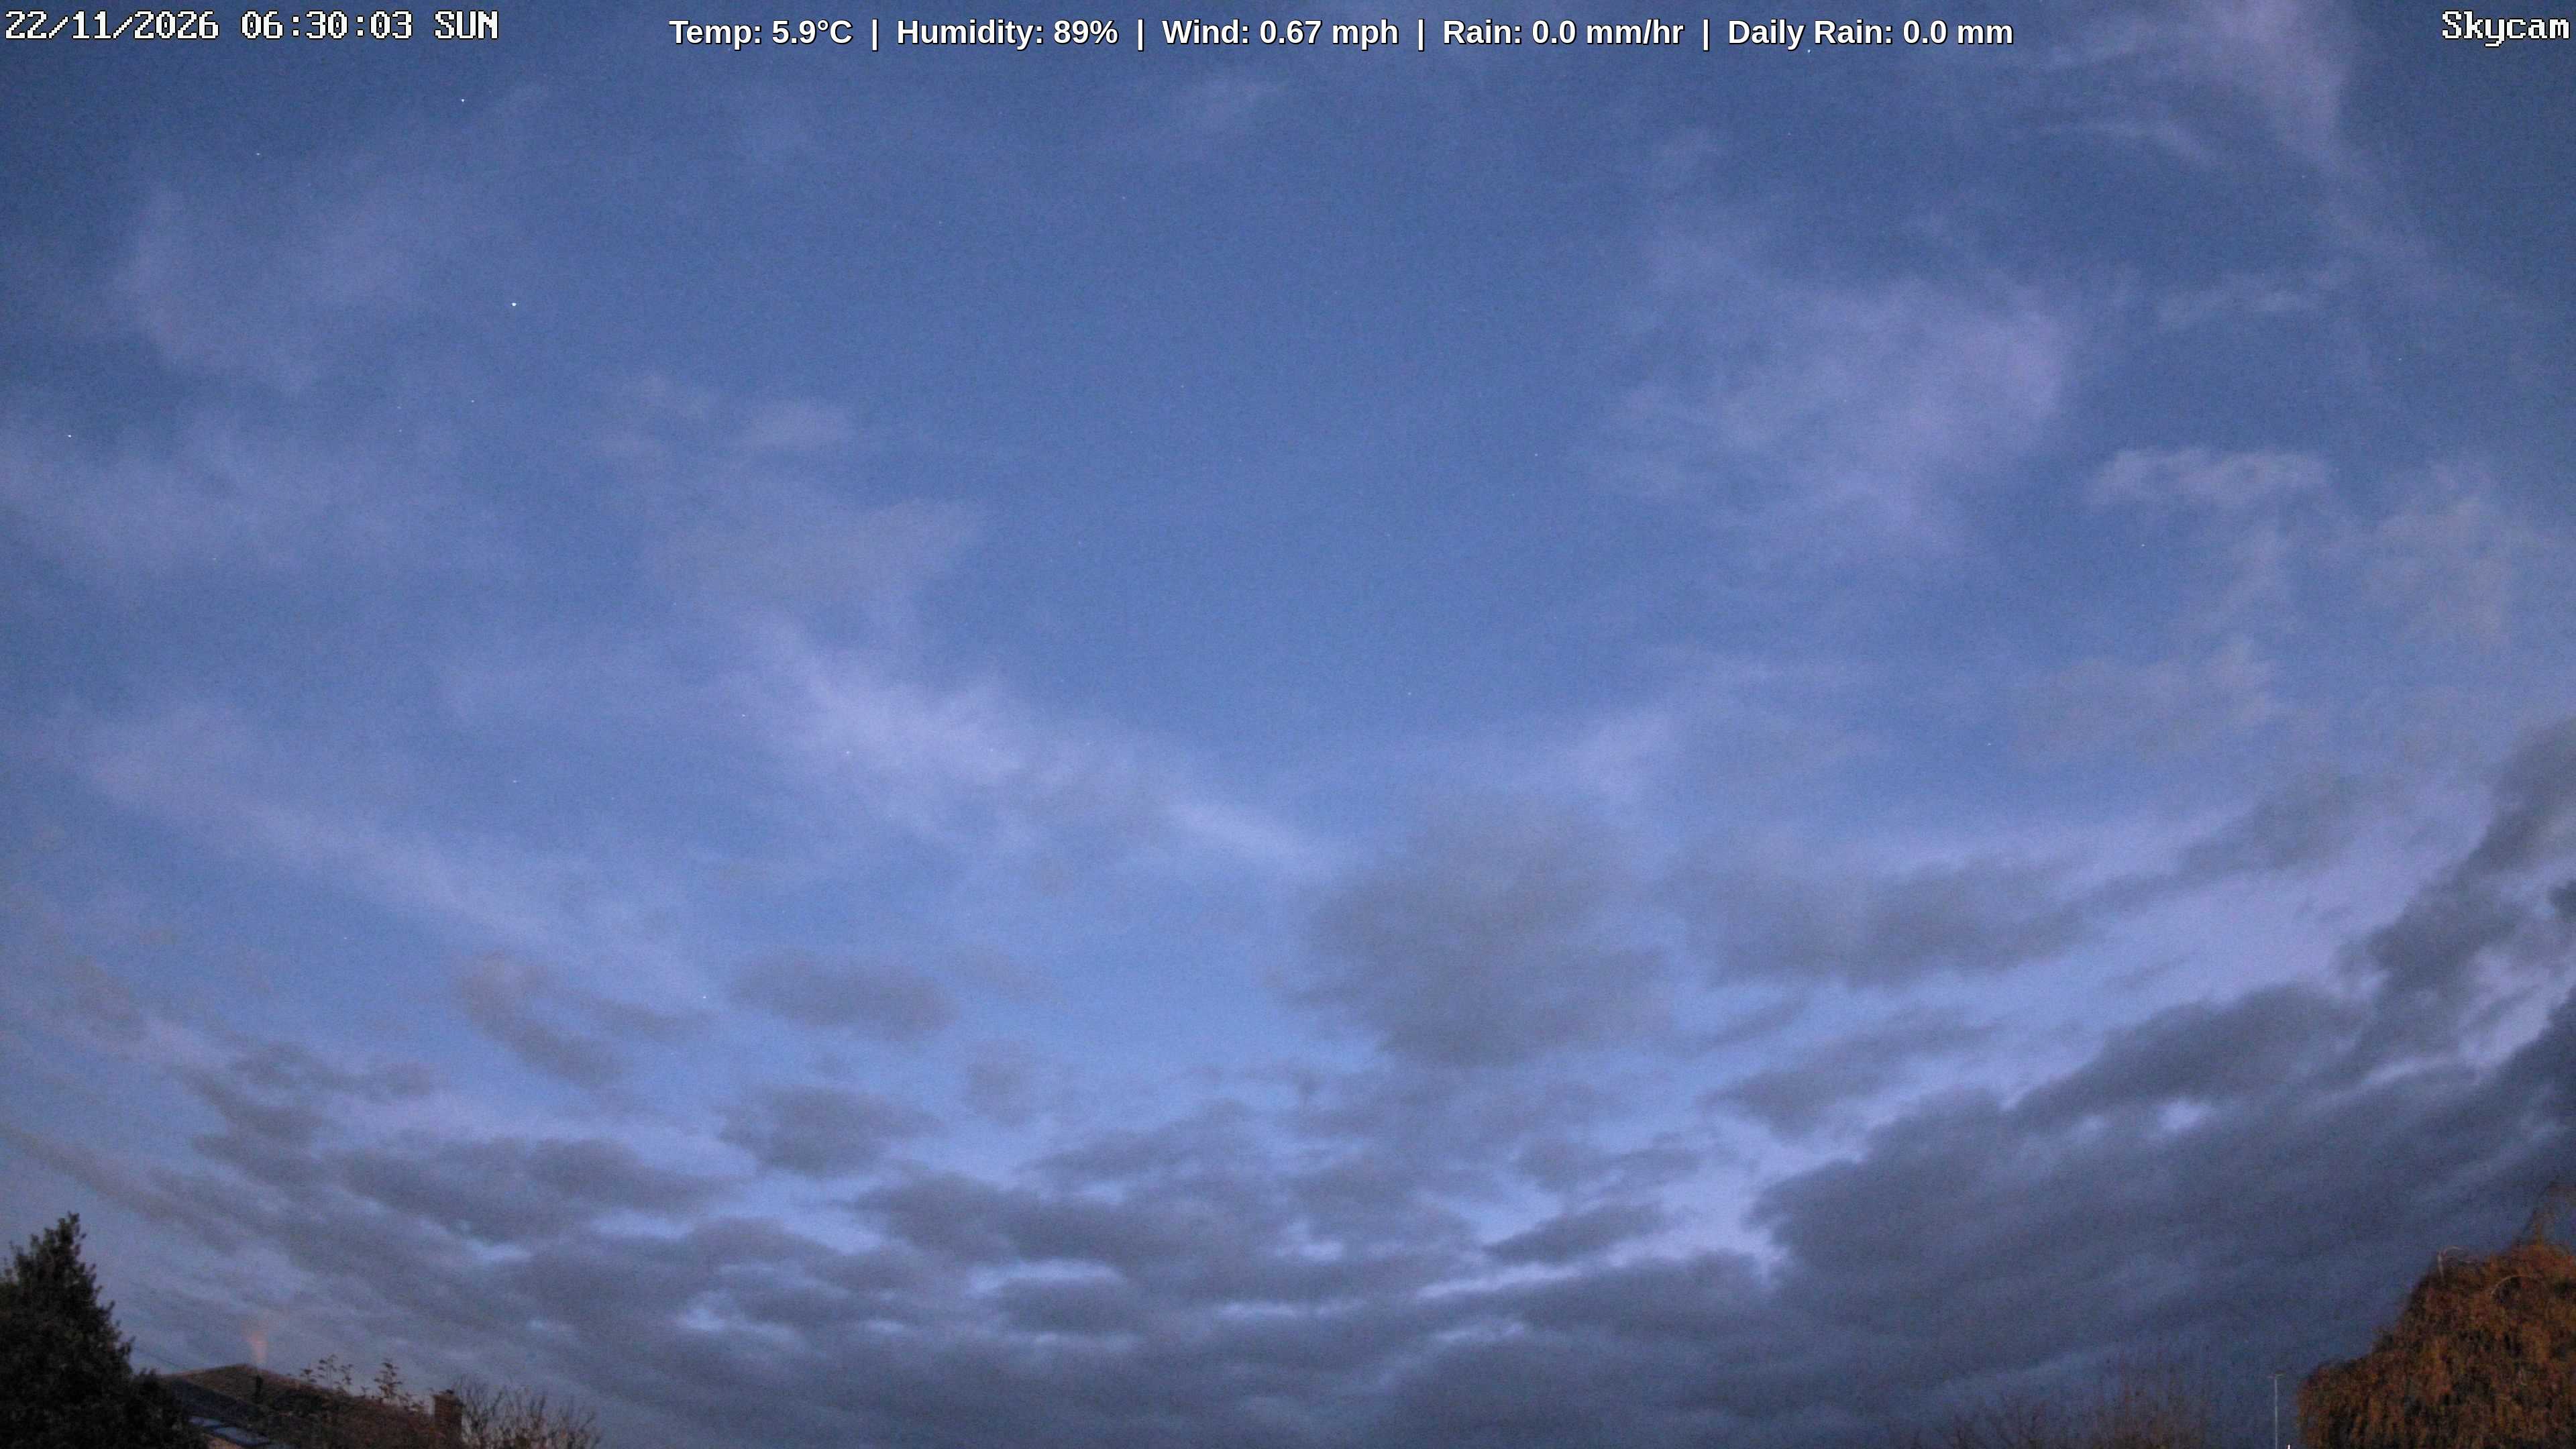 22/11/2026 06:30:03 SUN
Temp: 5.9°C | Humidity: 89% | Wind: 0.67 mph | Rain: 0.0 mm/hr | Daily Rain: 0.0 mm
Skycam